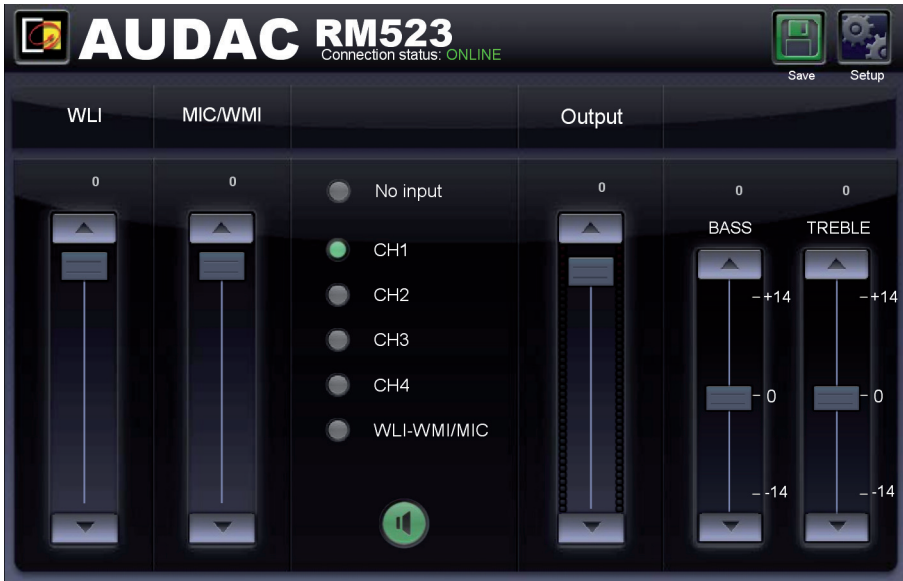 AUDAC RM523
Connection status: ONLINE
Save Setup
WLI MIC/WMI Output
0 0 0 0 0
No input
CH1
CH2
CH3
CH4
WLI-WMI/MIC
BASS TREBLE
-+14 -+14
- 0 - 0
--14 --14